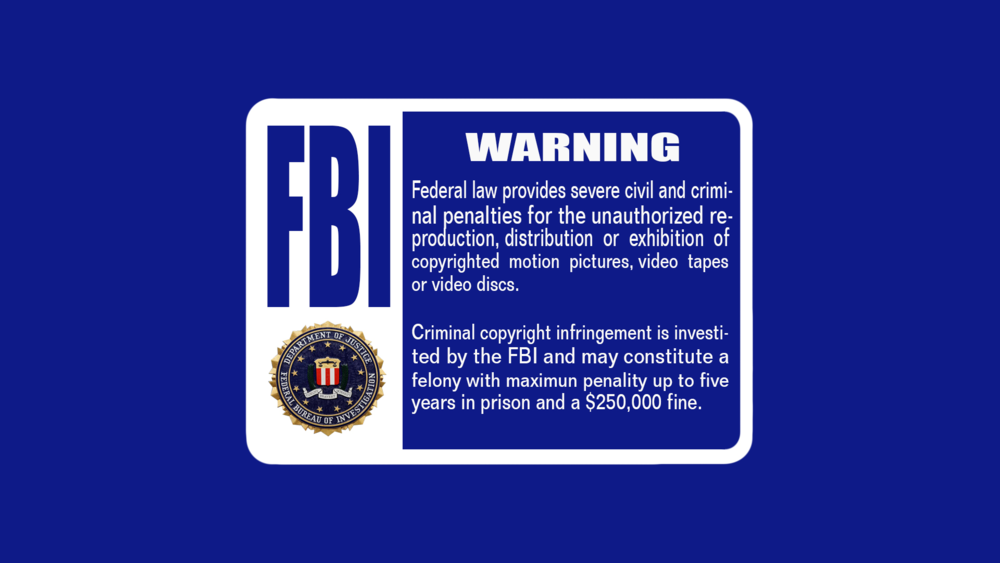 FBI
WARNING
Federal law provides severe civil and crimi-
nal penalties for the unauthorized re-
production, distribution or exhibition of
copyrighted motion pictures, video tapes
or video discs.
Criminal copyright infringement is investi-
ted by the FBI and may constitute a
felony with maximun penality up to five
years in prison and a $250,000 fine.
DEPARTMENT OF JUSTICE
FEDERAL BUREAU OF INVESTIGATION